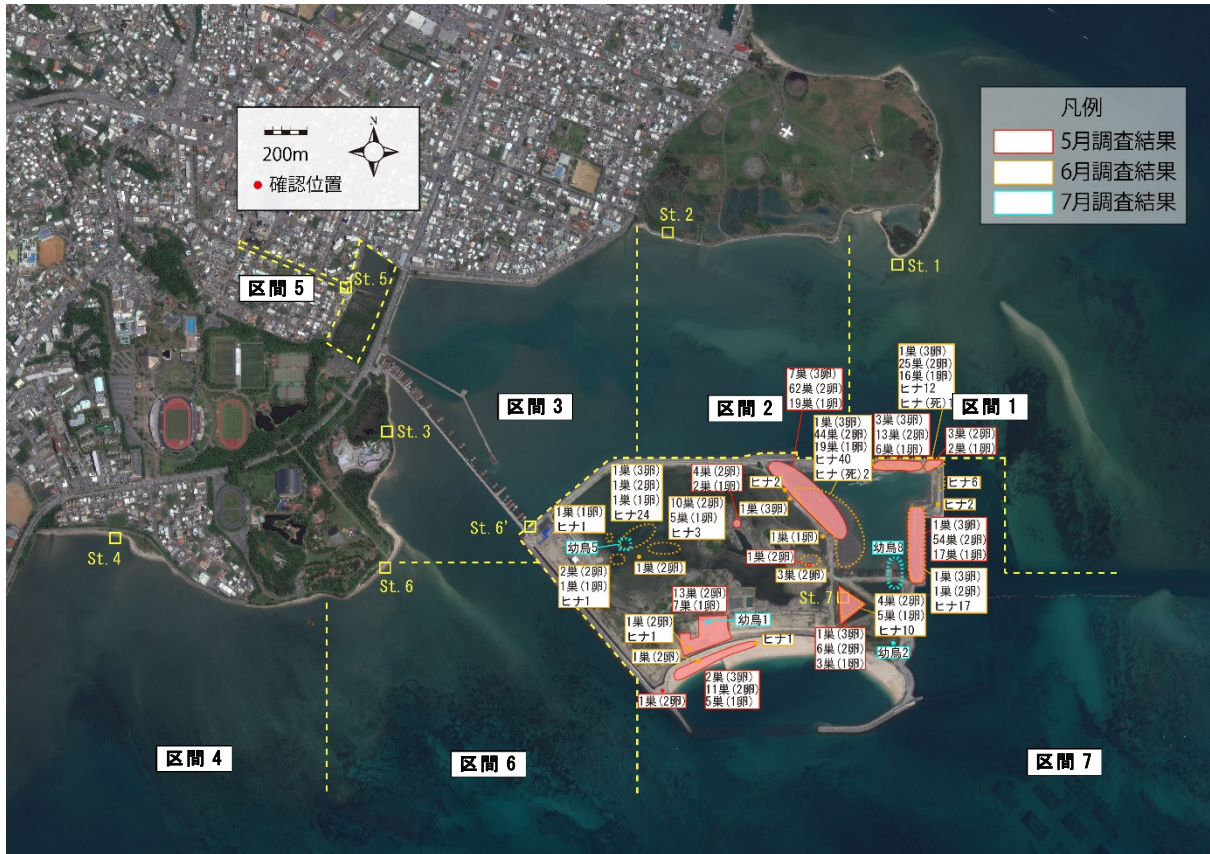 N
200m
確認位置
凡例
5月調査結果
6月調査結果
7月調査結果
St. 2
St. 1
St. 5
区間 5
区間 3
区間 2
区間 1
St. 3
St. 4
St. 6
St. 6'
St. 7
区間 4
区間 6
区間 7
7巣(3卵)
62巣(2卵)
19巣(1卵)
1巣(3卵)
25巣(2卵)
16巣(1卵)
ヒナ12
ヒナ(死)1
3巣(3卵)
13巣(2卵)
6巣(1卵)
3巣(2卵)
2巣(1卵)
1巣(3卵)
44巣(2卵)
19巣(1卵)
ヒナ40
ヒナ(死)2
ヒナ6
ヒナ2
4巣(2卵)
2巣(1卵)
ヒナ2
1巣(3卵)
1巣(3卵)
1巣(2卵)
1巣(1卵)
ヒナ24
10巣(2卵)
5巣(1卵)
ヒナ3
1巣(1卵)
ヒナ1
幼鳥5
1巣(2卵)
2巣(2卵)
1巣(1卵)
ヒナ1
1巣(1卵)
1巣(2卵)
3巣(2卵)
幼鳥8
1巣(3卵)
54巣(2卵)
17巣(1卵)
1巣(3卵)
1巣(2卵)
ヒナ17
13巣(2卵)
7巣(1卵)
幼鳥1
1巣(2卵)
ヒナ1
1巣(2卵)
ヒナ1
4巣(2卵)
5巣(1卵)
ヒナ10
幼鳥2
1巣(3卵)
6巣(2卵)
3巣(1卵)
2巣(3卵)
11巣(2卵)
5巣(1卵)
1巣(2卵)